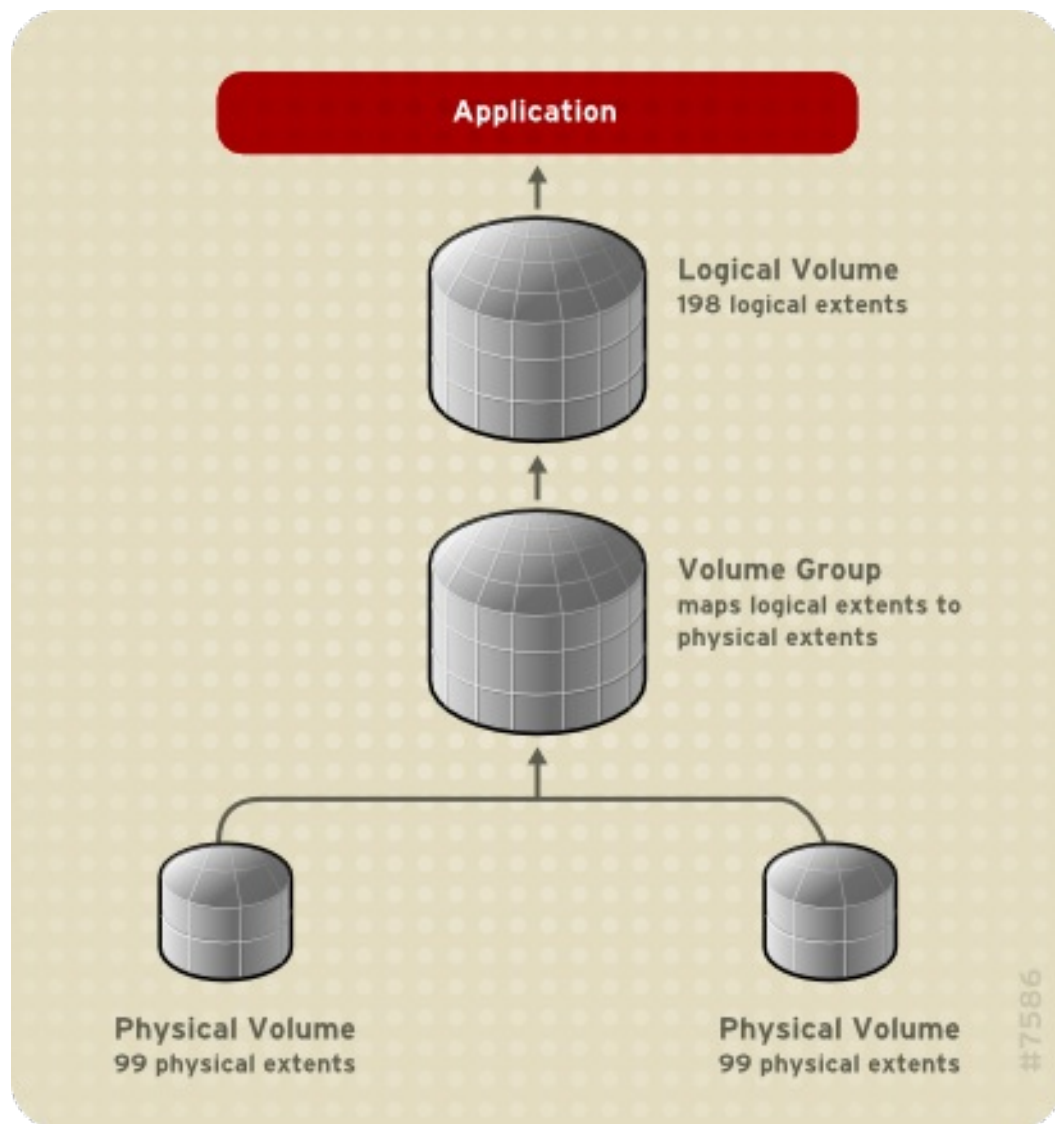 Application
Logical Volume
198 logical extents
Volume Group
maps logical extents to
physical extents
Physical Volume
99 physical extents
Physical Volume
99 physical extents
#7586